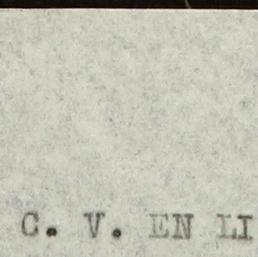 C. V. EN LI